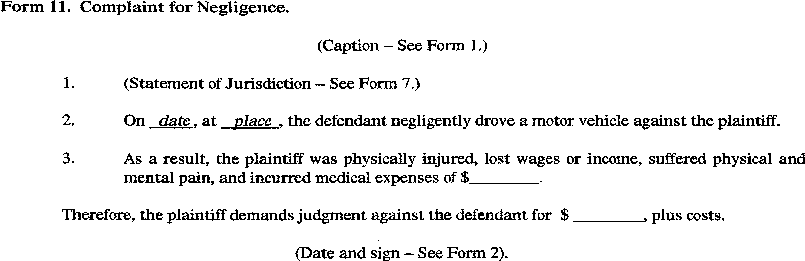 Form 11. Complaint for Negligence.
(Caption – See Form 1.)
1. (Statement of Jurisdiction – See Form 7.)
2. On date, at place, the defendant negligently drove a motor vehicle against the plaintiff.
3. As a result, the plaintiff was physically injured, lost wages or income, suffered physical and
mental pain, and incurred medical expenses of $________.
Therefore, the plaintiff demands judgment against the defendant for $ ________, plus costs.
(Date and sign – See Form 2).